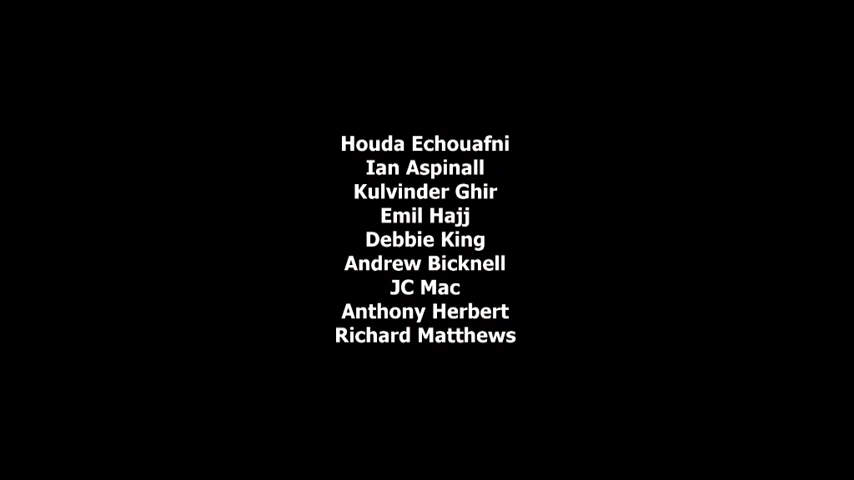 Houda Echouafni
Ian Aspinall
Kulvinder Ghir
Emil Hajj
Debbie King
Andrew Bicknell
JC Mac
Anthony Herbert
Richard Matthews